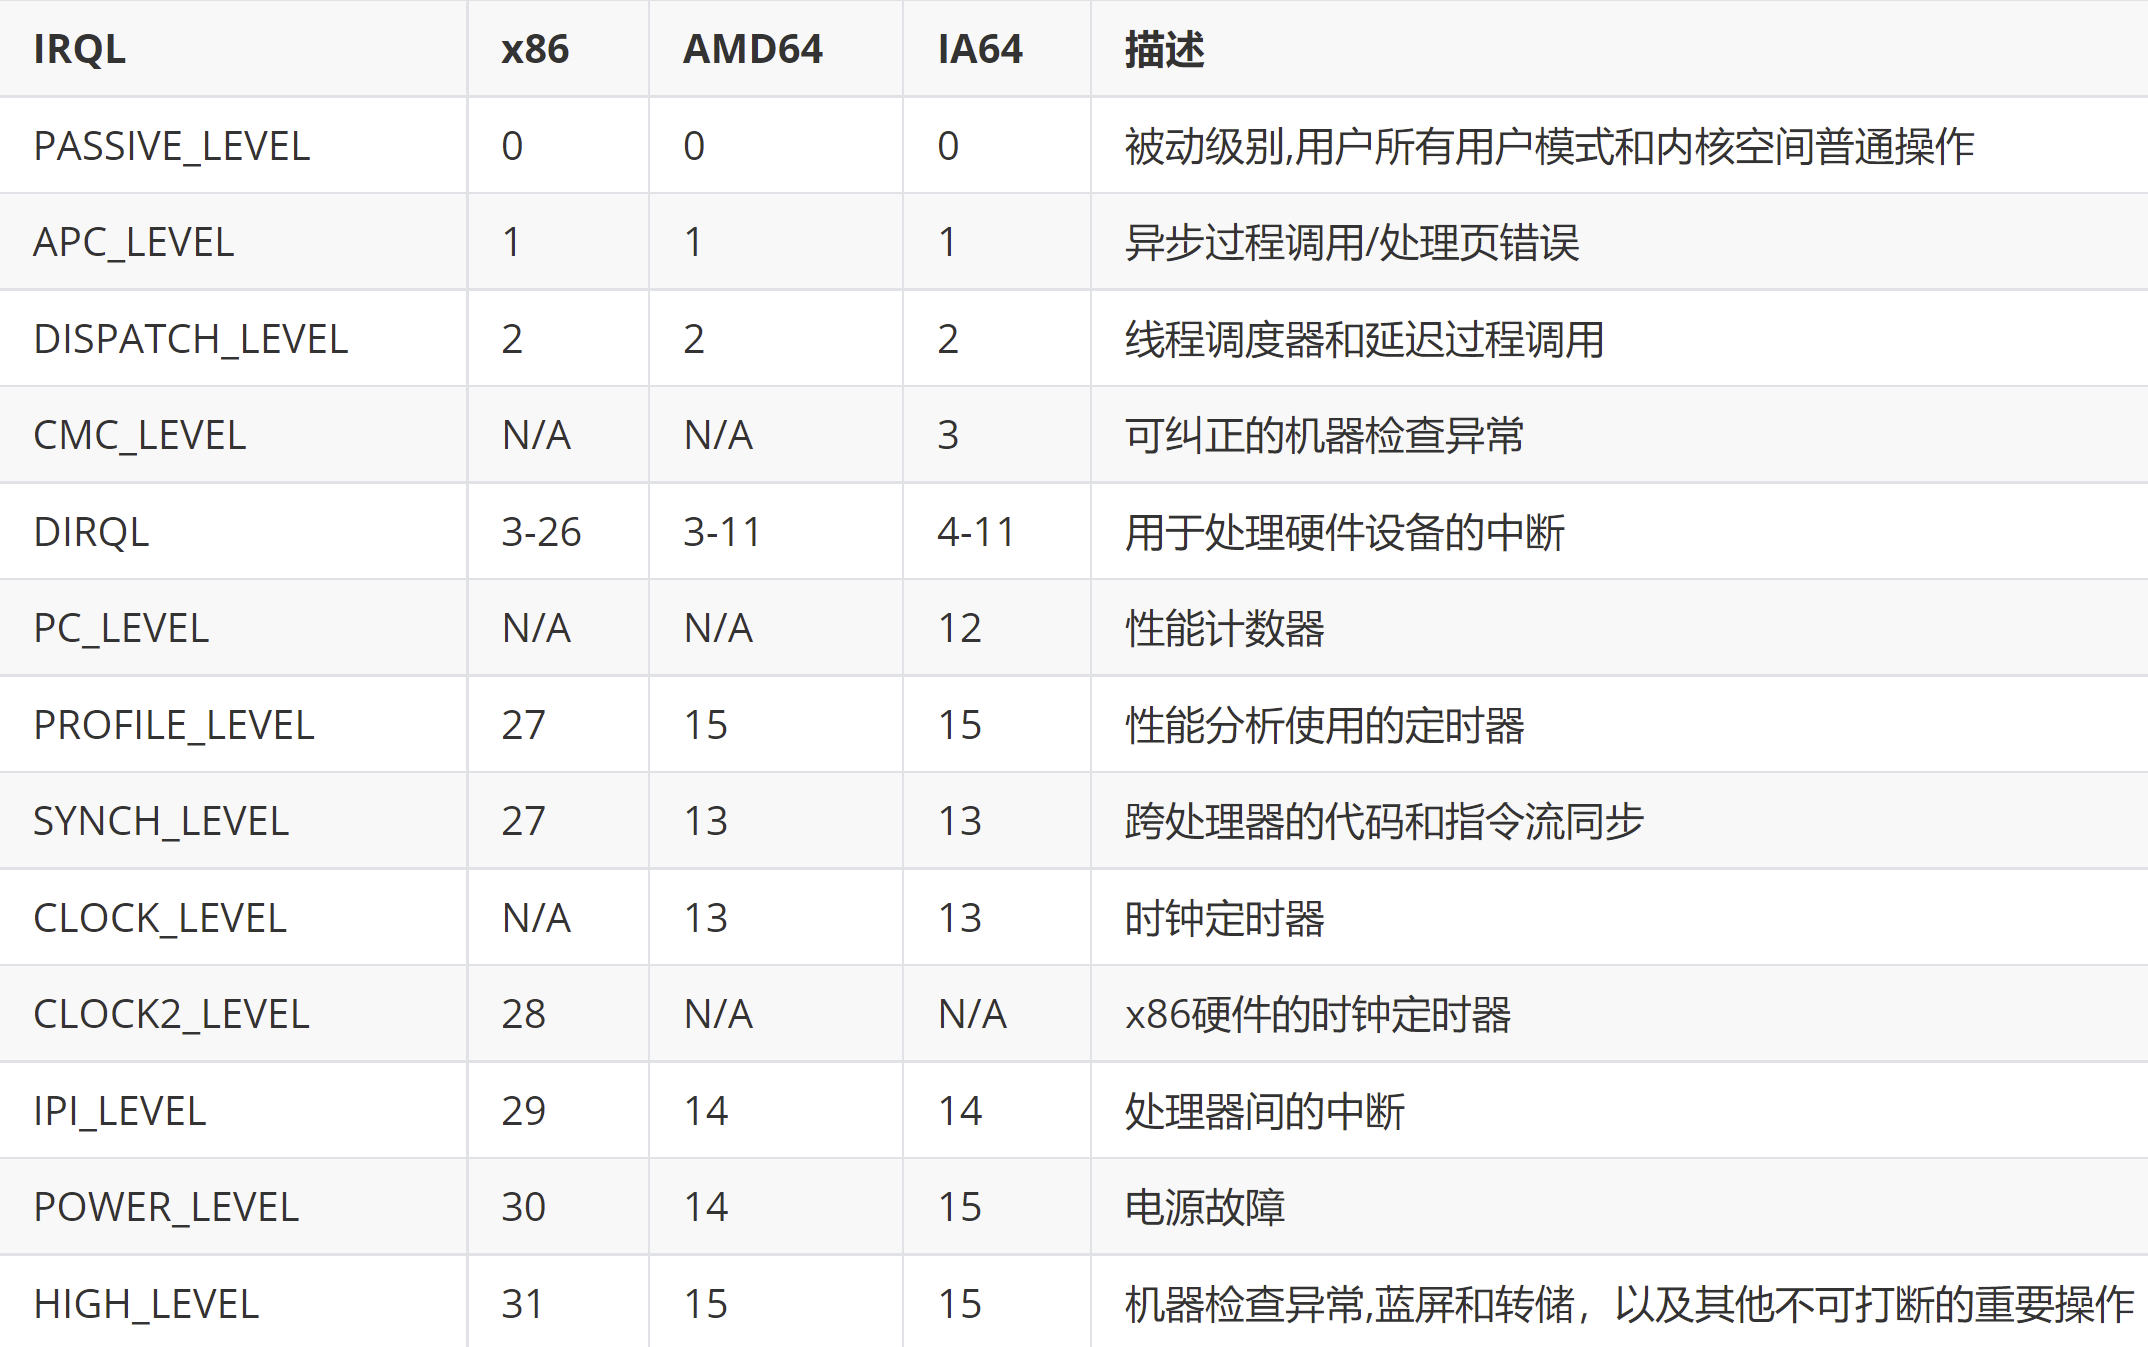 IRQL x86 AMD64 IA64 描述
PASSIVE_LEVEL 0 0 0 被动级别,用户所有用户模式和内核空间普通操作
APC_LEVEL 1 1 1 异步过程调用/处理页错误
DISPATCH_LEVEL 2 2 2 线程调度器和延迟过程调用
CMC_LEVEL N/A N/A 3 可纠正的机器检查异常
DIRQL 3-26 3-11 4-11 用于处理硬件设备的中断
PC_LEVEL N/A N/A 12 性能计数器
PROFILE_LEVEL 27 15 15 性能分析使用的定时器
SYNCH_LEVEL 27 13 13 跨处理器的代码和指令流同步
CLOCK_LEVEL N/A 13 13 时钟定时器
CLOCK2_LEVEL 28 N/A N/A x86硬件的时钟定时器
IPI_LEVEL 29 14 14 处理器间的中断
POWER_LEVEL 30 14 15 电源故障
HIGH_LEVEL 31 15 15 机器检查异常,蓝屏和转储，以及其他不可打断的重要操作